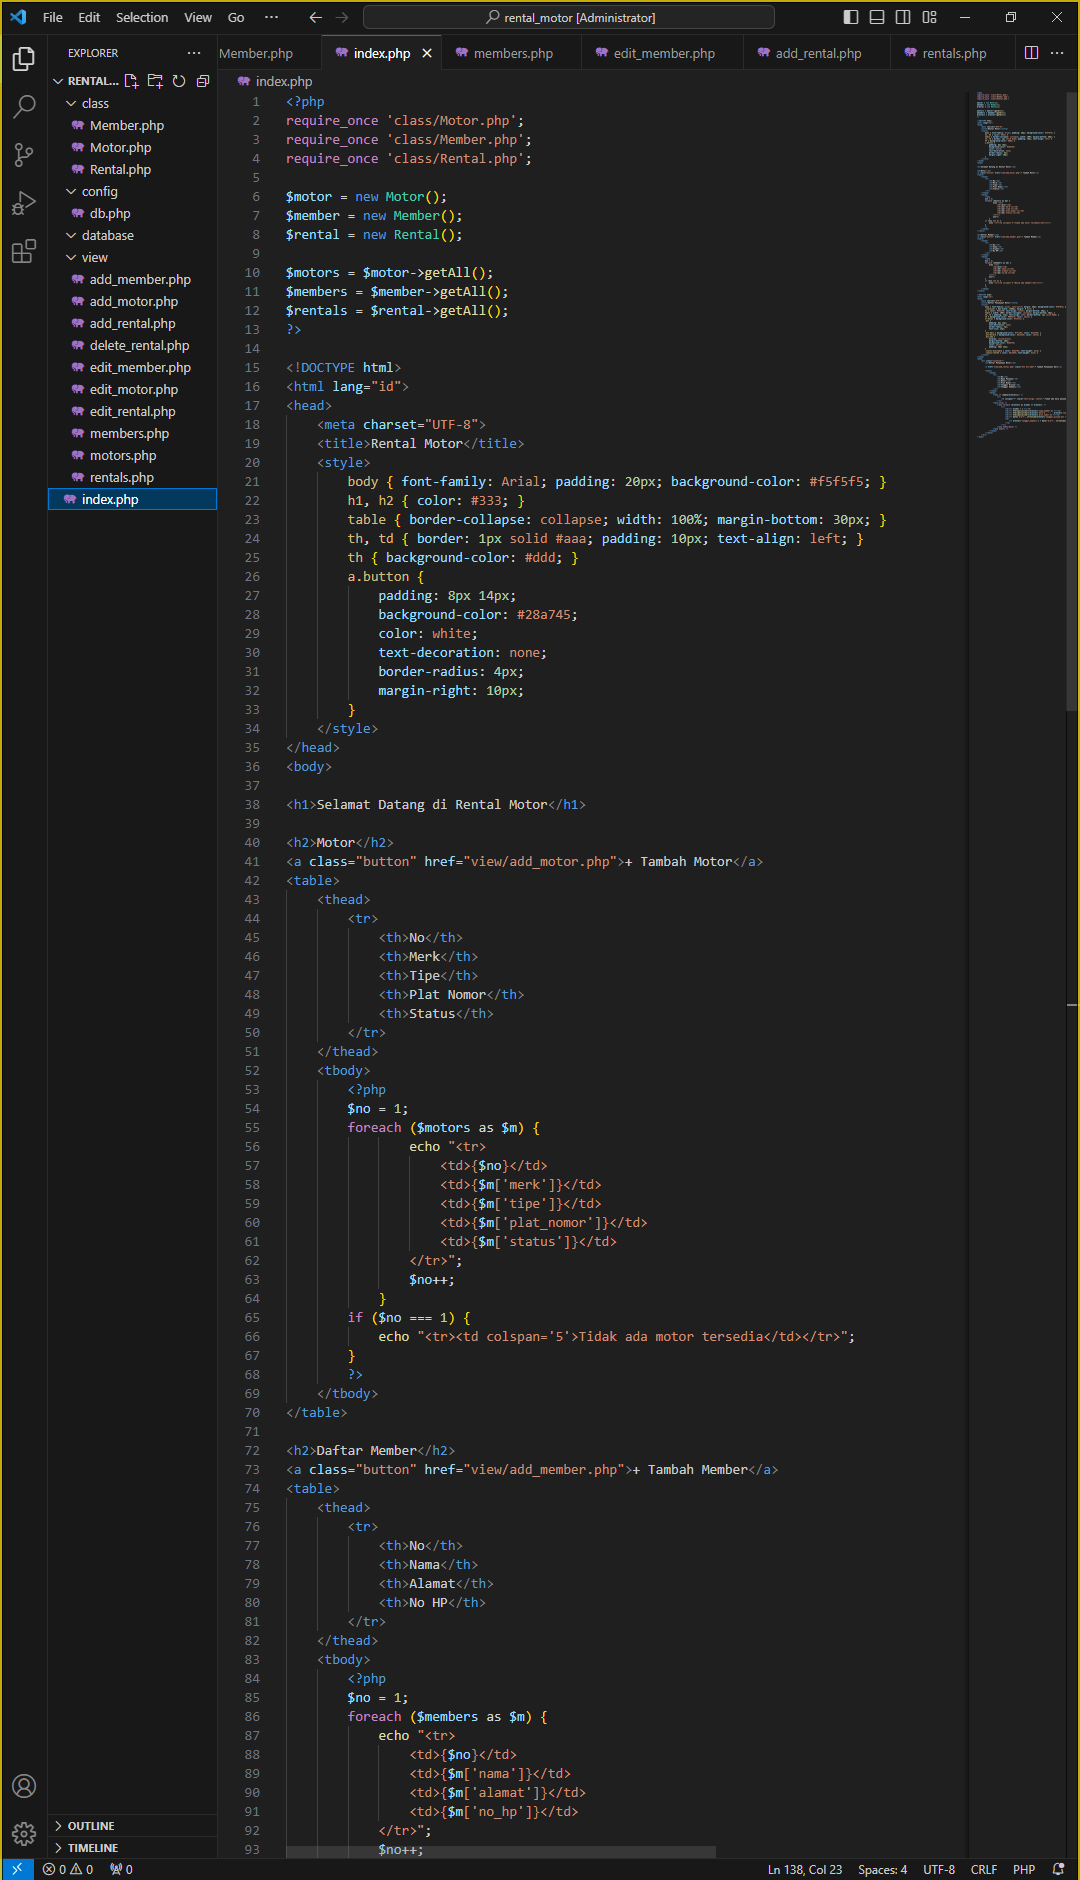 File Edit Selection View Go ··· rental_motor [Administrator]
EXPLORER ···
RENTAL...
class
Member.php
Motor.php
Rental.php
config
db.php
database
view
add_member.php
add_motor.php
add_rental.php
delete_rental.php
edit_member.php
edit_motor.php
edit_rental.php
members.php
motors.php
rentals.php
index.php
OUTLINE
TIMELINE
Member.php index.php members.php edit_member.php add_rental.php rentals.php ···
index.php
1 <?php
2 require_once 'class/Motor.php';
3 require_once 'class/Member.php';
4 require_once 'class/Rental.php';
5
6 $motor = new Motor();
7 $member = new Member();
8 $rental = new Rental();
9
10 $motors = $motor->getAll();
11 $members = $member->getAll();
12 $rentals = $rental->getAll();
13 ?>
14
15 <!DOCTYPE html>
16 <html lang="id">
17 <head>
18 <meta charset="UTF-8">
19 <title>Rental Motor</title>
20 <style>
21 body { font-family: Arial; padding: 20px; background-color: #f5f5f5; }
22 h1, h2 { color: #333; }
23 table { border-collapse: collapse; width: 100%; margin-bottom: 30px; }
24 th, td { border: 1px solid #aaa; padding: 10px; text-align: left; }
25 th { background-color: #ddd; }
26 a.button {
27 padding: 8px 14px;
28 background-color: #28a745;
29 color: white;
30 text-decoration: none;
31 border-radius: 4px;
32 margin-right: 10px;
33 }
34 </style>
35 </head>
36 <body>
37
38 <h1>Selamat Datang di Rental Motor</h1>
39
40 <h2>Motor</h2>
41 <a class="button" href="view/add_motor.php">+ Tambah Motor</a>
42 <table>
43 <thead>
44 <tr>
45 <th>No</th>
46 <th>Merk</th>
47 <th>Tipe</th>
48 <th>Plat Nomor</th>
49 <th>Status</th>
50 </tr>
51 </thead>
52 <tbody>
53 <?php
54 $no = 1;
55 foreach ($motors as $m) {
56 echo "<tr>
57 <td>{$no}</td>
58 <td>{$m['merk']}</td>
59 <td>{$m['tipe']}</td>
60 <td>{$m['plat_nomor']}</td>
61 <td>{$m['status']}</td>
62 </tr>";
63 $no++;
64 }
65 if ($no === 1) {
66 echo "<tr><td colspan='5'>Tidak ada motor tersedia</td></tr>";
67 }
68 ?>
69 </tbody>
70 </table>
71
72 <h2>Daftar Member</h2>
73 <a class="button" href="view/add_member.php">+ Tambah Member</a>
74 <table>
75 <thead>
76 <tr>
77 <th>No</th>
78 <th>Nama</th>
79 <th>Alamat</th>
80 <th>No HP</th>
81 </tr>
82 </thead>
83 <tbody>
84 <?php
85 $no = 1;
86 foreach ($members as $m) {
87 echo "<tr>
88 <td>{$no}</td>
89 <td>{$m['nama']}</td>
90 <td>{$m['alamat']}</td>
91 <td>{$m['no_hp']}</td>
92 </tr>";
93 $no++;
0 0 0 Ln 138, Col 23 Spaces: 4 UTF-8 CRLF PHP